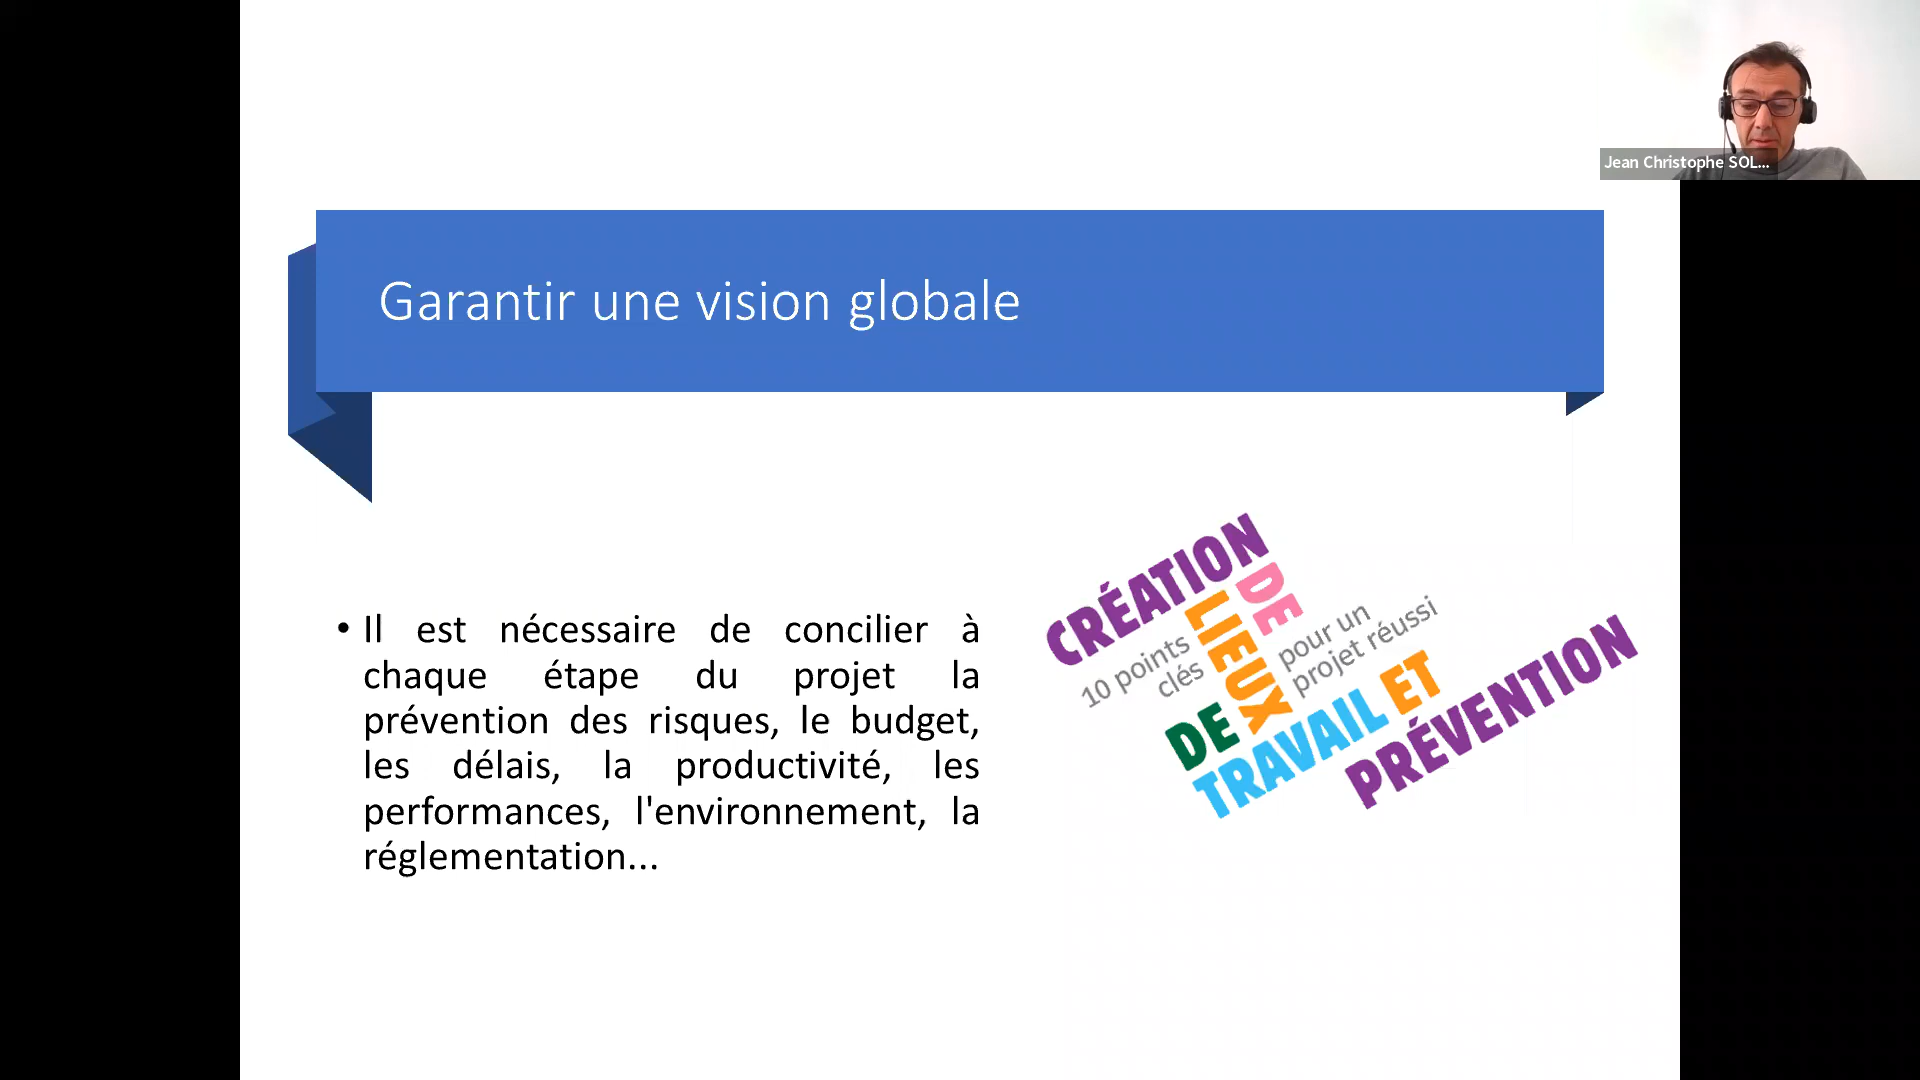 Jean Christophe SOL...
Garantir une vision globale
• Il est nécessaire de concilier à
chaque étape du projet la
prévention des risques, le budget,
les délais, la productivité, les
performances, l'environnement, la
réglementation...
CRÉATION
DE
LIEUX
10 points
clés
pour un
projet réussi
DE
TRAVAIL ET
PRÉVENTION